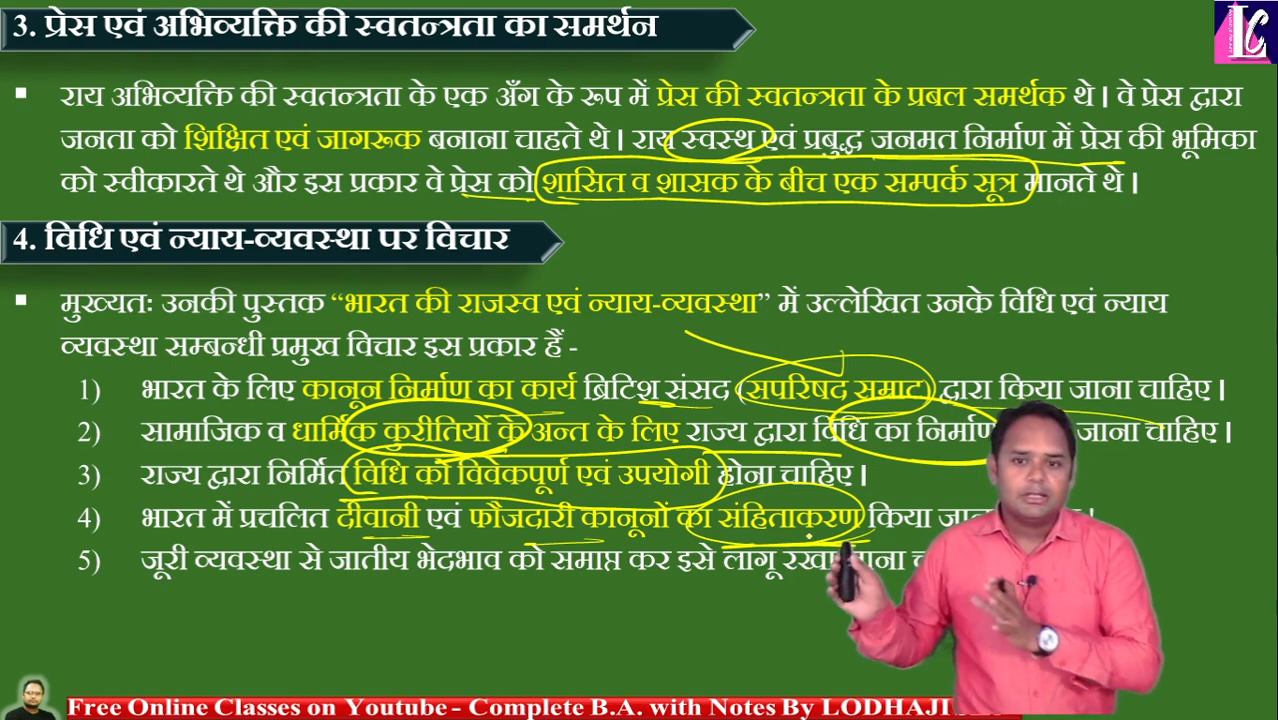 3. प्रेस एवं अभिव्यक्ति की स्वतन्त्रता का समर्थन
▪ राय अभिव्यक्ति की स्वतन्त्रता के एक अँग के रूप में प्रेस की स्वतन्त्रता के प्रबल समर्थक थे। वे प्रेस द्वारा
जनता को शिक्षित एवं जागरूक बनाना चाहते थे। राय स्वस्थ एवं प्रबुद्ध जनमत निर्माण में प्रेस की भूमिका
को स्वीकारते थे और इस प्रकार वे प्रेस को शासित व शासक के बीच एक सम्पर्क सूत्र मानते थे।
4. विधि एवं न्याय-व्यवस्था पर विचार
▪ मुख्यतः उनकी पुस्तक “भारत की राजस्व एवं न्याय-व्यवस्था” में उल्लेखित उनके विधि एवं न्याय
व्यवस्था सम्बन्धी प्रमुख विचार इस प्रकार हैं -
1) भारत के लिए कानून निर्माण का कार्य ब्रिटिश संसद (सपरिषद सम्राट) द्वारा किया जाना चाहिए।
2) सामाजिक व धार्मिक कुरीतियों के अन्त के लिए राज्य द्वारा विधि का निर्माण जाना चाहिए।
3) राज्य द्वारा निर्मित विधि को विवेकपूर्ण एवं उपयोगी होना चाहिए।
4) भारत में प्रचलित दीवानी एवं फौजदारी कानूनों का संहिताकरण किया
5) जूरी व्यवस्था से जातीय भेदभाव को समाप्त कर इसे लागू रखा जाना
LC
Free Online Classes on Youtube - Complete B.A. with Notes By LODHAJI